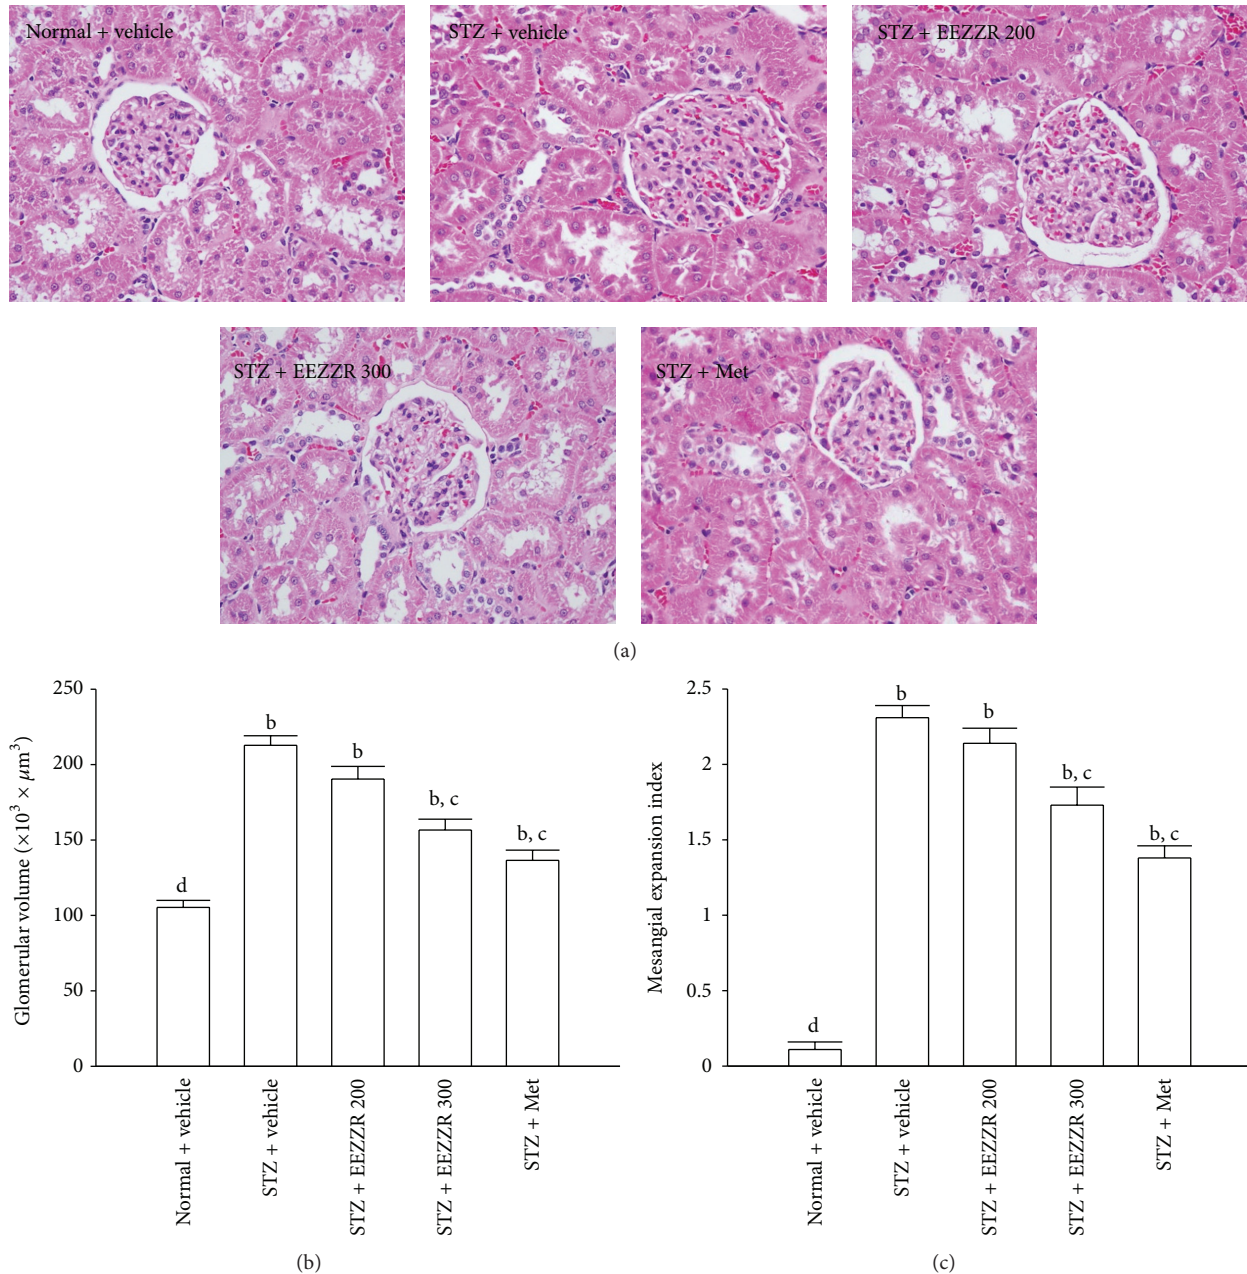 Normal + vehicle
STZ + vehicle
STZ + EEZZR 200
STZ + EEZZR 300
STZ + Met
(a)
Glomerular volume (×10³ × μm³)
250
200
150
100
50
0
d
b
b
b, c
b, c
Normal + vehicle
STZ + vehicle
STZ + EEZZR 200
STZ + EEZZR 300
STZ + Met
(b)
Mesangial expansion index
2.5
2
1.5
1
0.5
0
d
b
b
b, c
b, c
Normal + vehicle
STZ + vehicle
STZ + EEZZR 200
STZ + EEZZR 300
STZ + Met
(c)